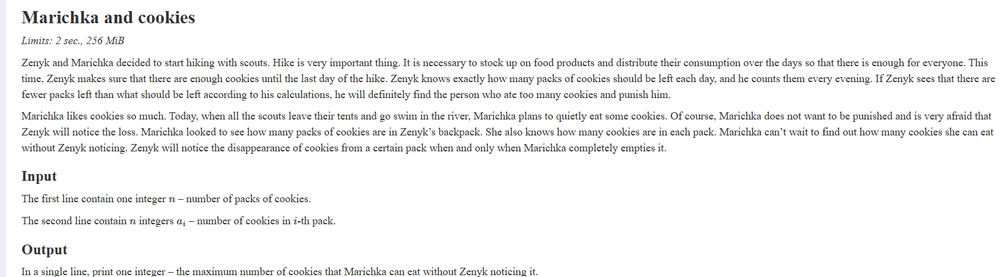 Marichka and cookies
Limits: 2 sec., 256 MiB
Zenyk and Marichka decided to start hiking with scouts. Hike is very important thing. It is necessary to stock up on food products and distribute their consumption over the days so that there is enough for everyone. This
time, Zenyk makes sure that there are enough cookies until the last day of the hike. Zenyk knows exactly how many packs of cookies should be left each day, and he counts them every evening. If Zenyk sees that there are
fewer packs left than what should be left according to his calculations, he will definitely find the person who ate too many cookies and punish him.
Marichka likes cookies so much. Today, when all the scouts leave their tents and go swim in the river, Marichka plans to quietly eat some cookies. Of course, Marichka does not want to be punished and is very afraid that
Zenyk will notice the loss. Marichka looked to see how many packs of cookies are in Zenyk’s backpack. She also knows how many cookies are in each pack. Marichka can’t wait to find out how many cookies she can eat
without Zenyk noticing. Zenyk will notice the disappearance of cookies from a certain pack when and only when Marichka completely empties it.
Input
The first line contain one integer n – number of packs of cookies.
The second line contain n integers aᵢ – number of cookies in i-th pack.
Output
In a single line, print one integer – the maximum number of cookies that Marichka can eat without Zenyk noticing it.